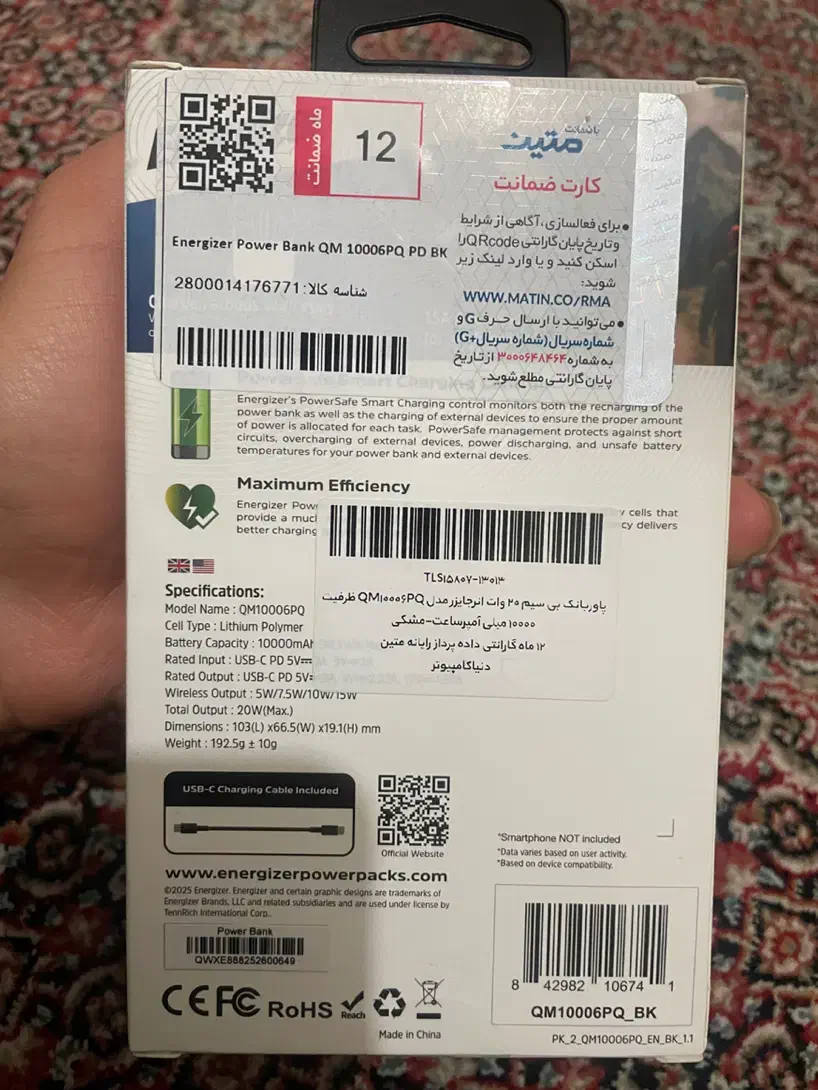 ماه ضمانت
12
با ضمانت
متین
کارت ضمانت
Energizer Power Bank QM 10006PQ PD BK
شناسه کالا: 2800014176771
• برای فعالسازی، آگاهی از شرایط
و تاریخ پایان گارانتی QRcode را
اسکن کنید و یا وارد لینک زیر
شوید:
WWW.MATIN.CO/RMA
• می‌توانید با ارسال حرف G و
شماره سریال (شماره سریال+G)
به شماره ۳۰۰۰۶۴۸۴۶۴ از تاریخ
پایان گارانتی مطلع شوید.
Energizer's PowerSafe Smart Charging control monitors both the recharging of the
power bank as well as the charging of external devices to ensure the proper amount
of power is allocated for each task. PowerSafe management protects against short
circuits, overcharging of external devices, power discharging, and unsafe battery
temperatures for your power bank and external devices.
Maximum Efficiency
Energizer Pow
cells that
provide a muc
cy delivers
better charging
TLS۱۵۸۰۷-۱۳۰۱۳
پاوربانک بی سیم ۲۰ وات انرجایزر مدل QM۱۰۰۰۶PQ ظرفیت
۱۰۰۰۰ میلی آمپرساعت-مشکی
۱۲ ماه گارانتی داده پرداز رایانه متین
دنیاکامپیوتر
Specifications:
Model Name : QM10006PQ
Cell Type : Lithium Polymer
Battery Capacity : 10000mAh
Rated Input : USB-C PD 5V
Rated Output : USB-C PD 5V
Wireless Output : 5W/7.5W/10W/15W
Total Output : 20W(Max.)
Dimensions : 103(L) x66.5(W) x19.1(H) mm
Weight : 192.5g ± 10g
USB-C Charging Cable Included
Official Website
*Smartphone NOT included
*Data varies based on user activity.
*Based on device compatibility.
www.energizerpowerpacks.com
©2025 Energizer. Energizer and certain graphic designs are trademarks of
Energizer Brands, LLC and related subsidiaries and are used under license by
TennRich International Corp..
Power Bank
QWXE888252600649
CE FC RoHS Reach
Made in China
8 42982 10674 1
QM10006PQ_BK
PK_2_QM10006PQ_EN_BK_1.1